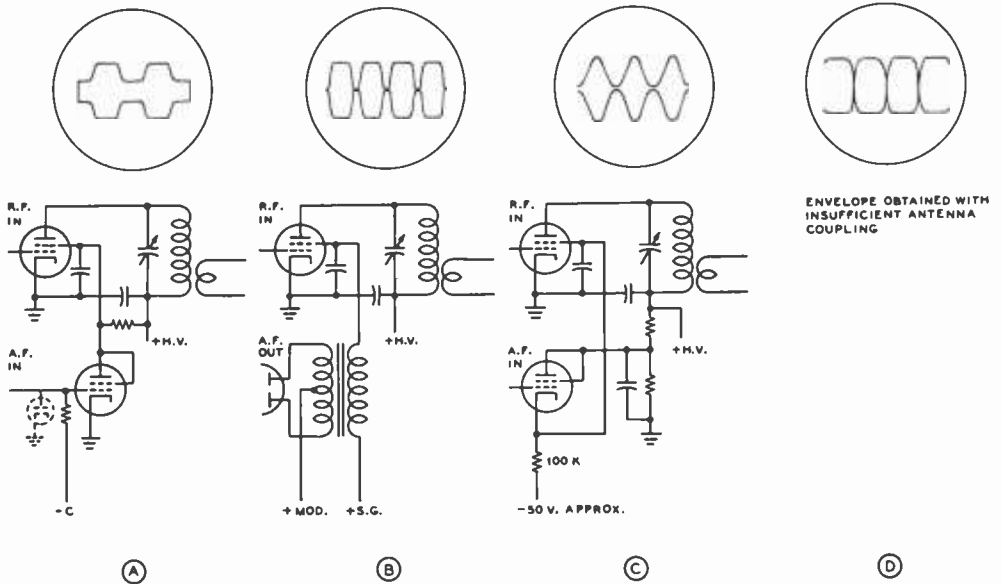 R.F.
IN
+H.V.
A.F.
IN
-C
A
R.F.
IN
+H.V.
A.F.
OUT
+MOD.
+S.G.
B
R.F.
IN
+H.V.
A.F.
IN
100 K
-50 V. APPROX.
C
ENVELOPE OBTAINED WITH
INSUFFICIENT ANTENNA
COUPLING
D